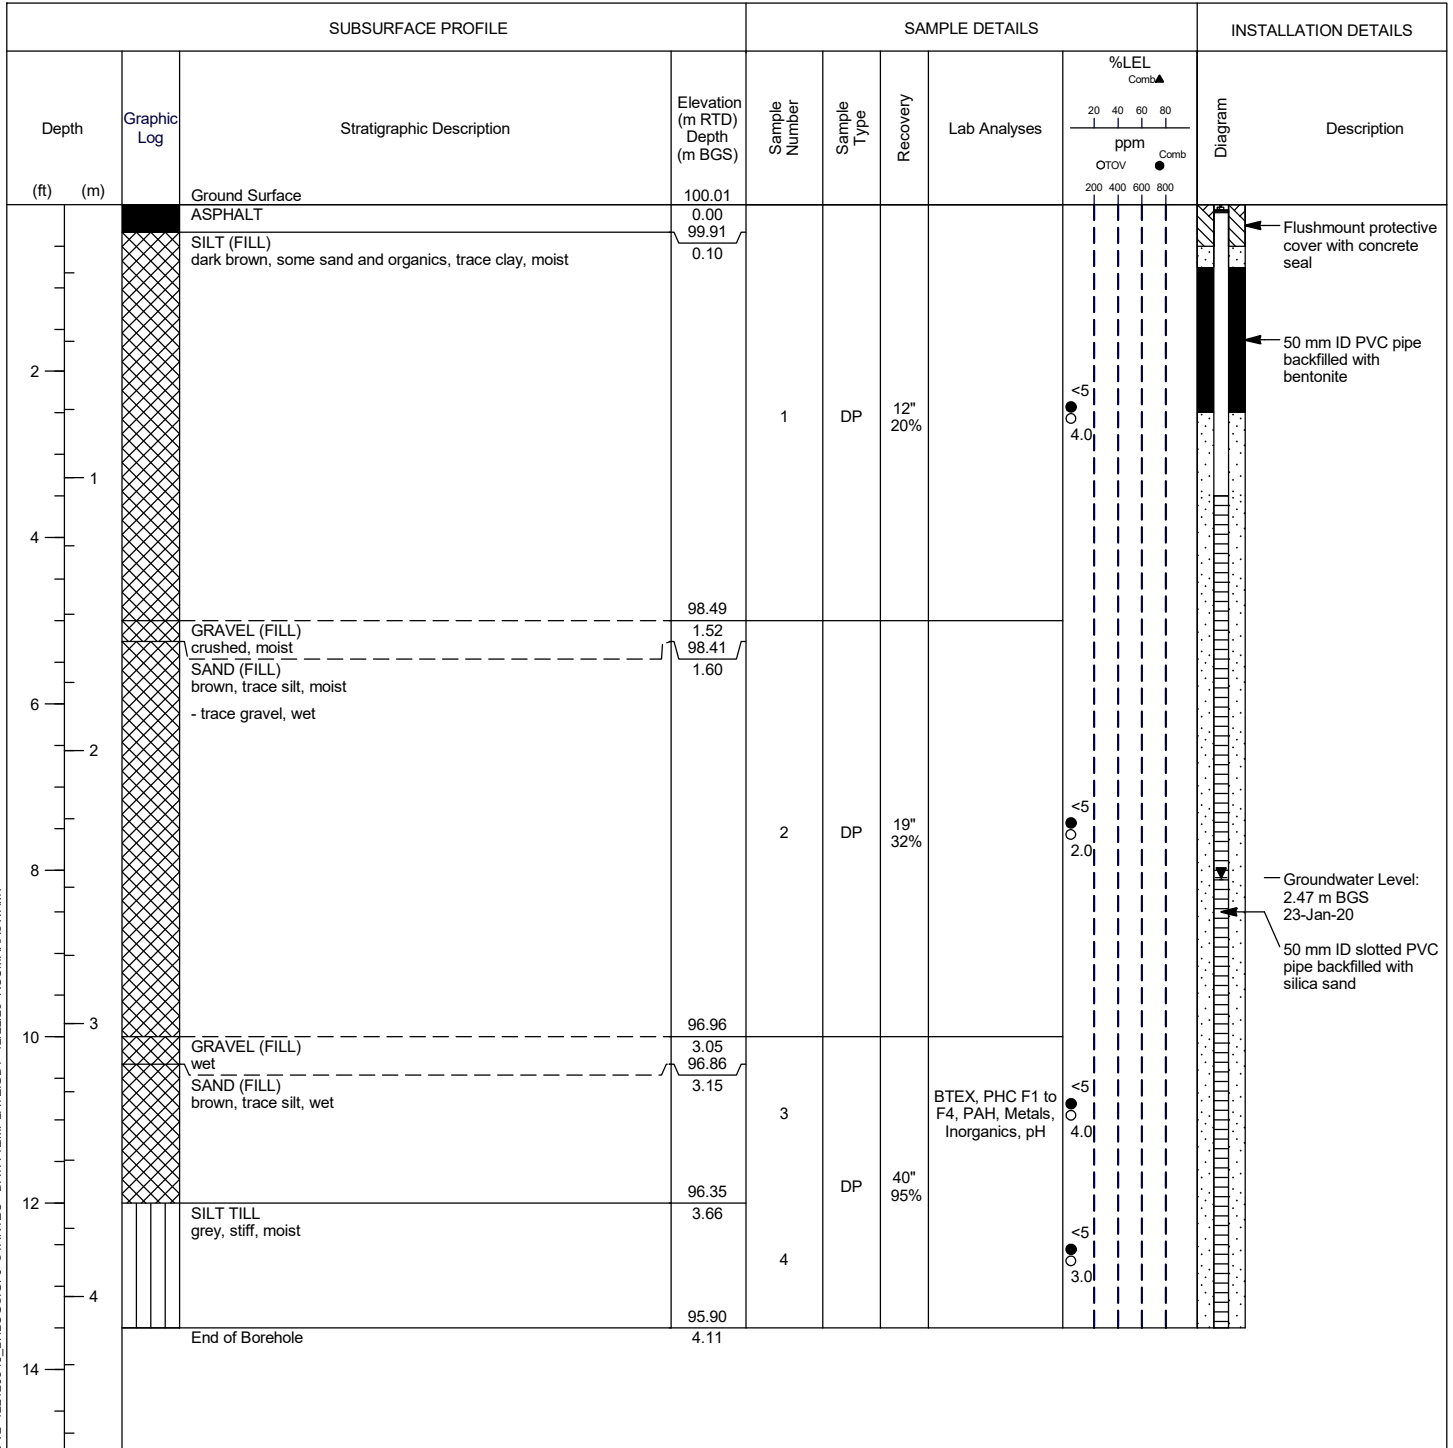 SUBSURFACE PROFILE
SAMPLE DETAILS
INSTALLATION DETAILS
Depth
(ft) (m)
Graphic
Log
Stratigraphic Description
Elevation
(m RTD)
Depth
(m BGS)
Sample
Number
Sample
Type
Recovery
Lab Analyses
%LEL
Comb
20 40 60 80
ppm
TOV
Comb
200 400 600 800
Diagram
Description
Ground Surface 100.01
ASPHALT 0.00
99.91
SILT (FILL)
0.10
dark brown, some sand and organics, trace clay, moist
Flushmount protective
cover with concrete
seal
50 mm ID PVC pipe
backfilled with
bentonite
2
1 DP
12"
20%
<5
4.0
1
4
98.49
GRAVEL (FILL) 1.52
crushed, moist 98.41
SAND (FILL) 1.60
brown, trace silt, moist
6
- trace gravel, wet
2
2 DP
19"
32%
<5
2.0
8
Groundwater Level:
2.47 m BGS
23-Jan-20
50 mm ID slotted PVC
pipe backfilled with
silica sand
3
96.96
10
GRAVEL (FILL) 3.05
wet 96.86
SAND (FILL) 3.15
brown, trace silt, wet
3
BTEX, PHC F1 to
F4, PAH, Metals,
Inorganics, pH
<5
4.0
DP
40"
95%
96.35
12
SILT TILL 3.66
grey, stiff, moist
4
<5
3.0
4
95.90
End of Borehole 4.11
14